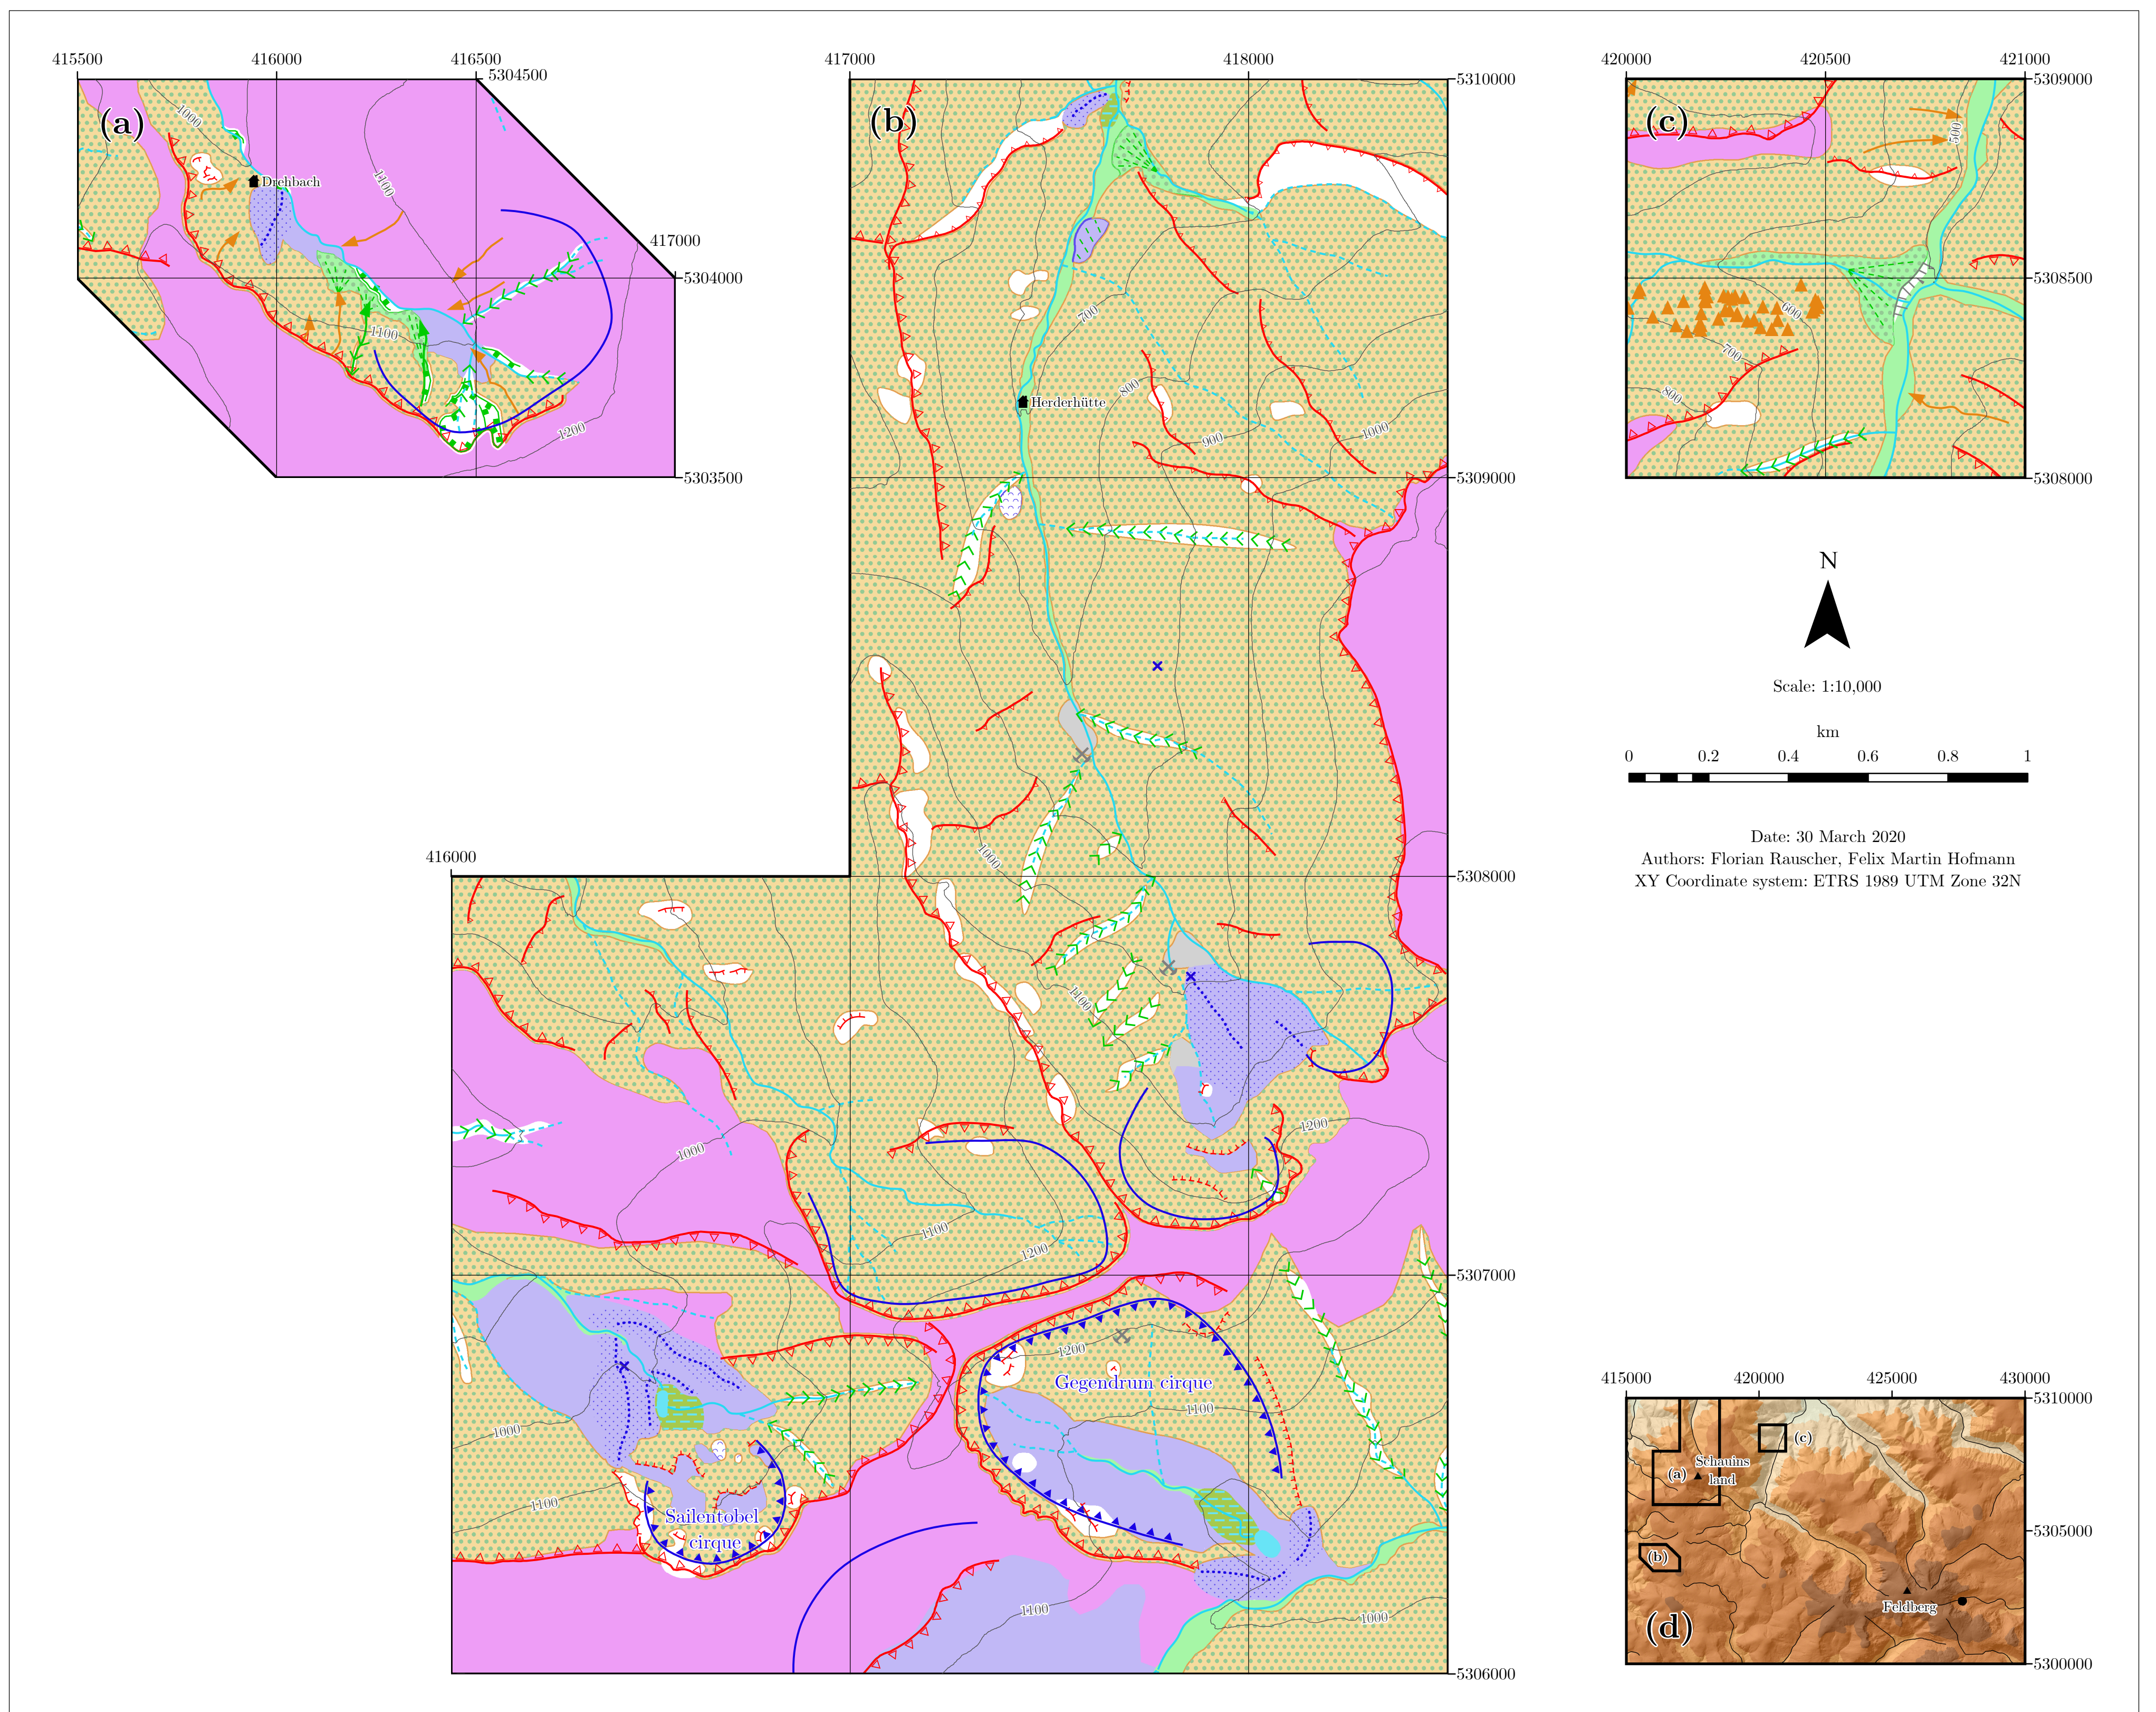 415500 416000 416500
5304500
(a)
1000
Drehbach
1100
417000
5304000
1100
1200
5303500
417000 418000
5310000
(b)
700
Herderhütte
800
900
1000
5309000
1000
1100
416000
5308000
1200
1000
1100
1200
5307000
1200
Gegendrum cirque
1100
1000
1100
Sailentobel
cirque
1100
1000
5306000
420000 420500 421000
5309000
(c)
500
5308500
600
700
800
5308000
N
Scale: 1:10,000
km
0 0.2 0.4 0.6 0.8 1
Date: 30 March 2020
Authors: Florian Rauscher, Felix Martin Hofmann
XY Coordinate system: ETRS 1989 UTM Zone 32N
415000 420000 425000 430000
5310000
(c)
Schauins
(a) land
5305000
(b)
Feldberg
(d)
5300000